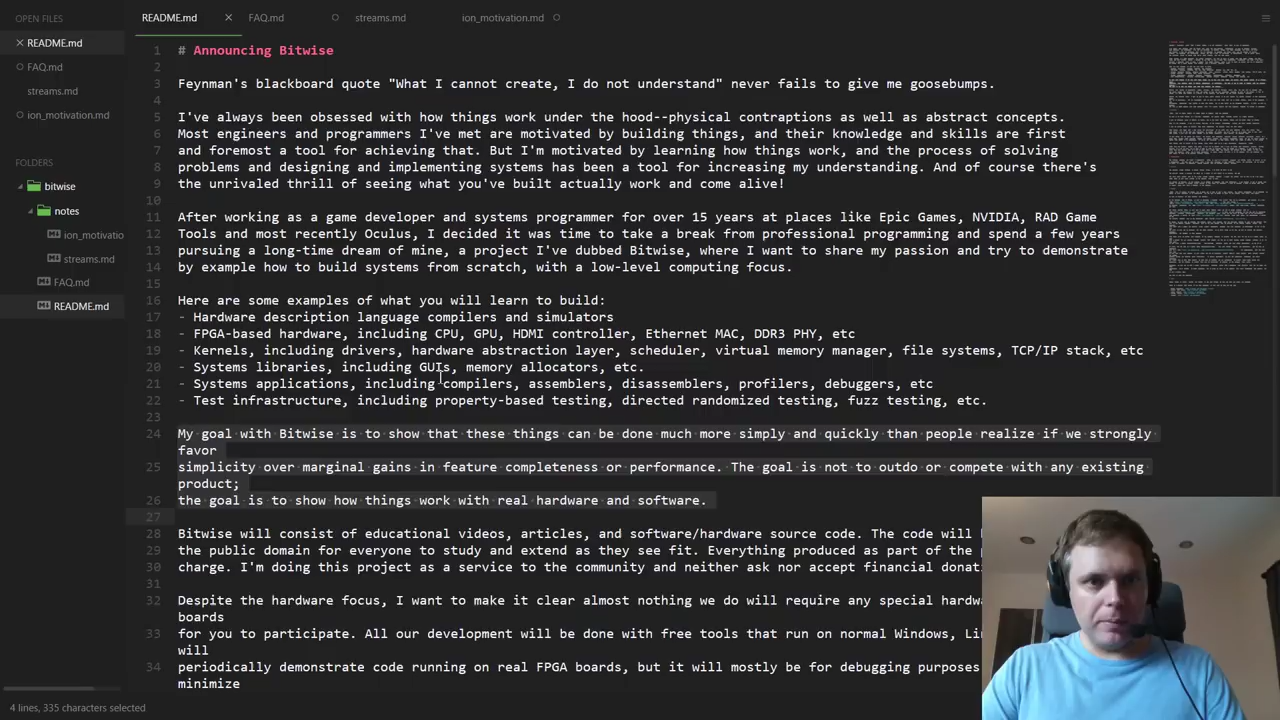 OPEN FILES
README.md
FAQ.md
streams.md
ion_motivation.md
FOLDERS
bitwise
notes
ion_motivatio
streams.md
FAQ.md
README.md
README.md
FAQ.md
streams.md
ion_motivation.md
1 # Announcing Bitwise
2
3 Feynman's blackboard quote "What I cannot create, I do not understand"
give me goosebumps.
4
5 I've always been obsessed with how things work under the hood-physical contraptions as well
concepts.
6 Most engineers and programmers I've met are motivated by building things, and their knowledge and
are first
7 and foremost a tool for achieving that. I'm motivated by learning how things work, and the process of solving
8 problems and designing and implementing systems has been a way of refining my understanding. And of course there's
9 the unrivaled thrill of seeing what you've built actually work and come alive!
10
11 After working as a game developer and systems programmer for over 15 years at places like Epic Games, NVIDIA, RAD Game
12 Tools and most recently Oculus, I decided to take a break from professional programming and spend a few years
13 pursuing a long-time goal of mine. Bitwise is the umbrella project where I share my passion and try to demonstrate
14 by example how to build systems from a low-level computing focus.
15
16 Here are some examples of what you will learn to build:
17 - Hardware description language compilers and simulators
18 - FPGA-based hardware, including CPU, GPU, HDMI controller, Ethernet MAC, DDR3 PHY, etc
19 - Kernels, including drivers, hardware abstraction layer, scheduler, virtual memory manager, file systems, TCP/IP stack, etc
20 - Systems libraries, including GUIs, memory allocators, etc.
21 - Systems applications, including compilers, assemblers, disassemblers, profilers, debuggers, etc
22 - Test infrastructure, including property-based testing, directed randomized testing, fuzz testing, etc.
23
24 My goal with Bitwise is to show that these things can be done much more simply and quickly than people realize if we strongly
favor
25 simplicity over marginal gains in feature completeness or performance. The goal is not to outdo or compete with any existing
product;
26 the goal is to show how things work with real hardware and software.
27
28 Bitwise will consist of educational videos, articles, and software/hardware source code. The code will
29 the public domain for everyone to study and extend as they see fit. Everything produced as part of the
30 charge. I'm doing this project as a service to the community and neither ask nor accept financial
31
32 Despite the hardware focus, I want to make it clear almost nothing we do will require any special
boards
33 for you to participate. All our development will be done with free tools that run on normal Windows,
will
34 periodically demonstrate code running on real FPGA boards, but it will mostly be for debugging purposes
minimize
4 lines, 335 characters selected